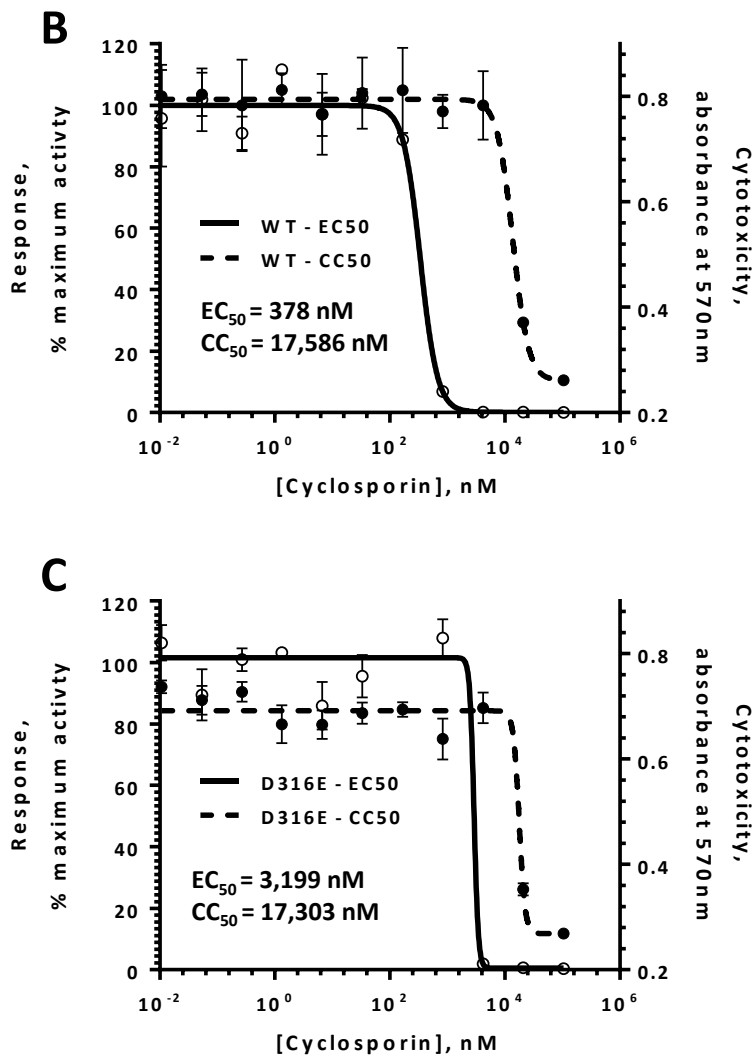 B
120
100
80
60
40
20
0
Response,
% maximum activty
0.8
0.6
0.4
0.2
Cytotoxicity,
absorbance at 570nm
WT - EC50
WT - CC50
EC50 = 378 nM
CC50 = 17,586 nM
10-2
100
102
104
106
[Cyclosporin], nM
C
120
100
80
60
40
20
0
Response,
% maximum activty
0.8
0.6
0.4
0.2
Cytotoxicity,
absorbance at 570nm
D316E - EC50
D316E - CC50
EC50 = 3,199 nM
CC50 = 17,303 nM
10-2
100
102
104
106
[Cyclosporin], nM